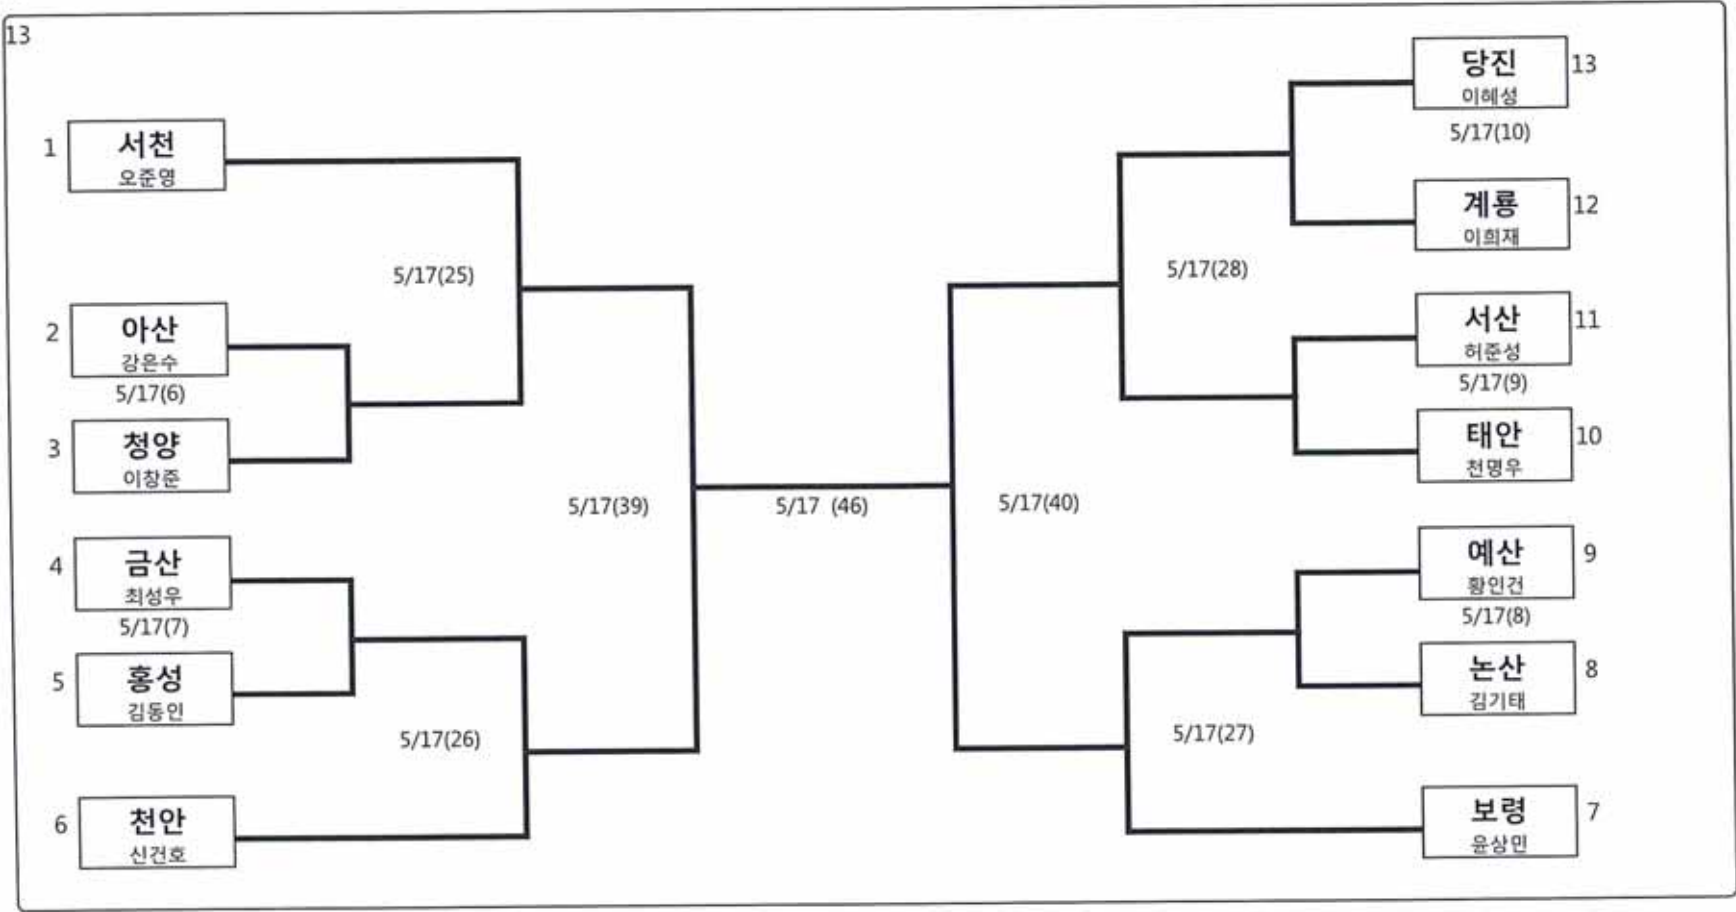 13
1
서천
오준영
5/17(25)
2
아산
강은수
5/17(6)
3
청양
이창준
4
금산
최성우
5/17(7)
5
홍성
김동인
5/17(26)
6
천안
신건호
5/17(39)
5/17 (46)
5/17(40)
당진
13
이혜성
5/17(10)
계룡
12
이희재
5/17(28)
서산
11
허준성
5/17(9)
태안
10
천명우
예산
9
황인건
5/17(8)
논산
8
김기태
5/17(27)
보령
7
윤상민